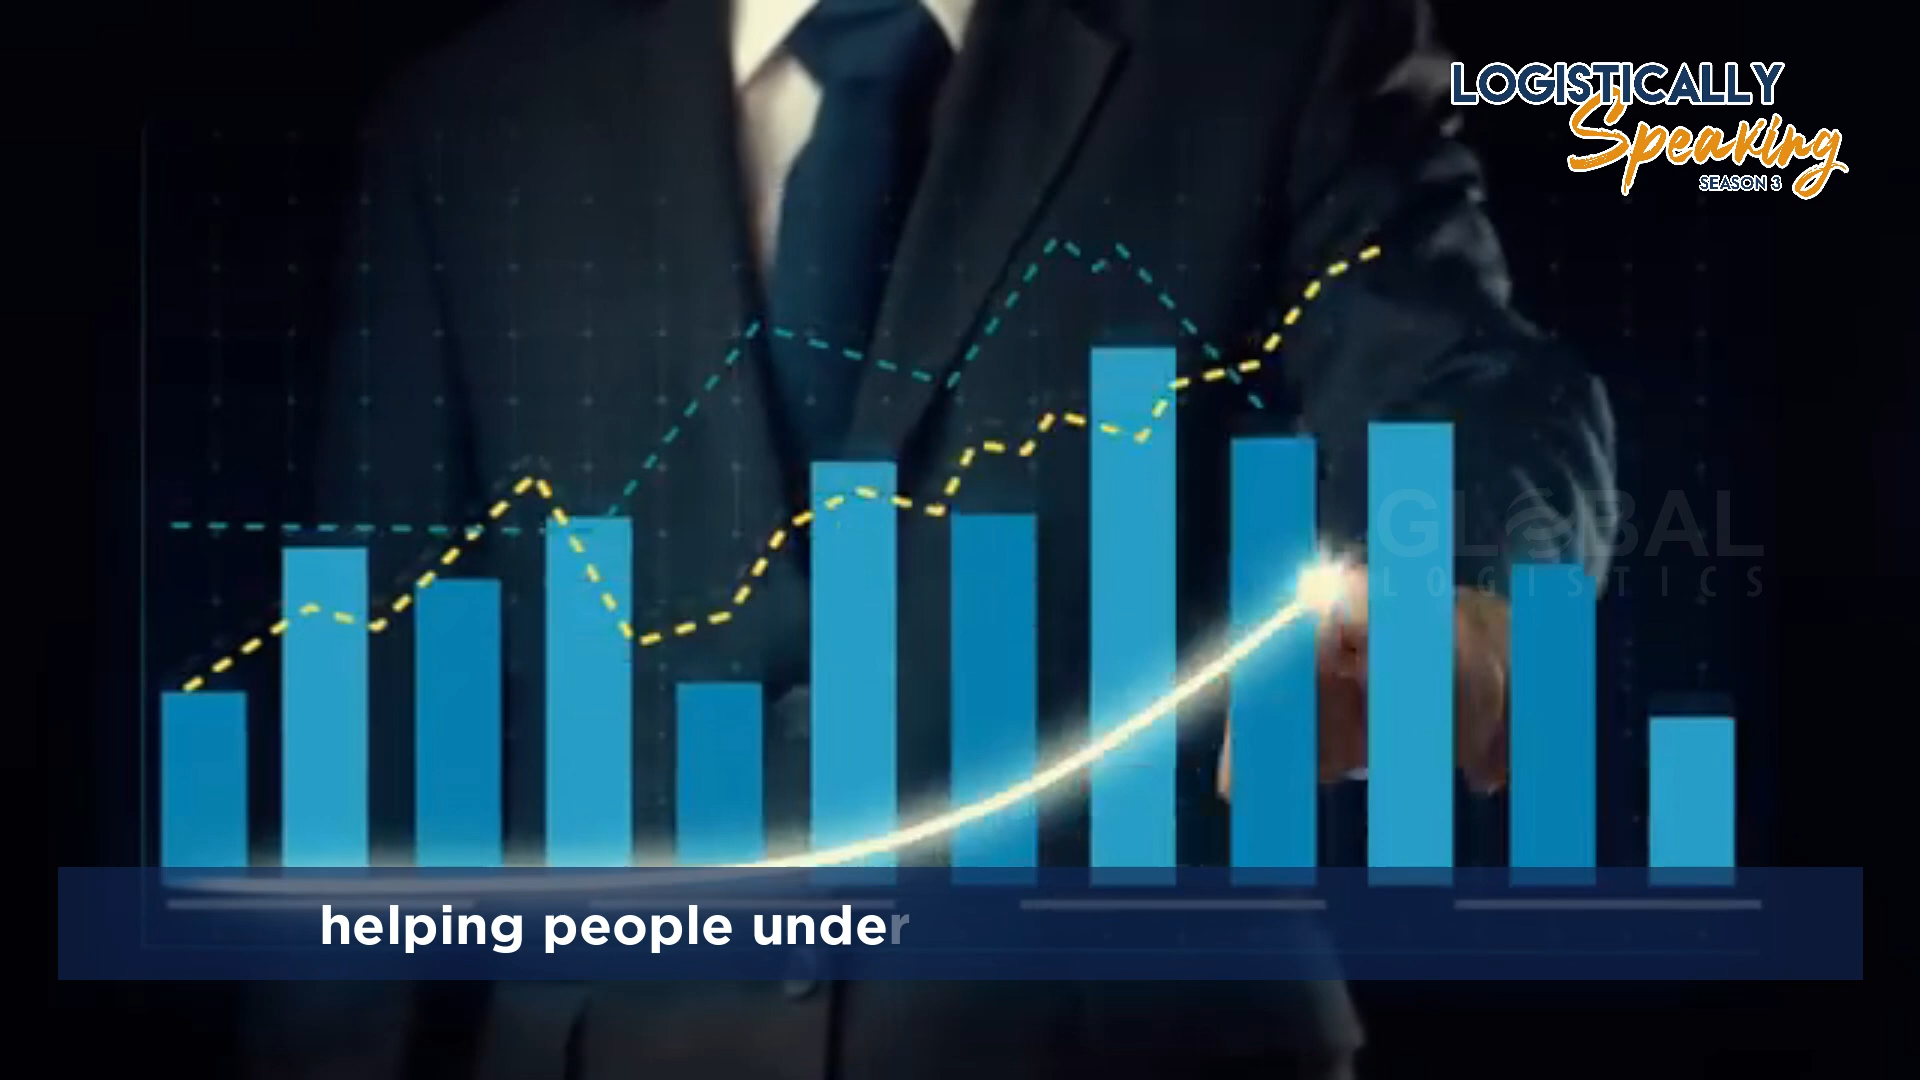 LOGISTICALLY
Speaking
SEASON 3
GLOBAL
LOGISTICS
helping people under